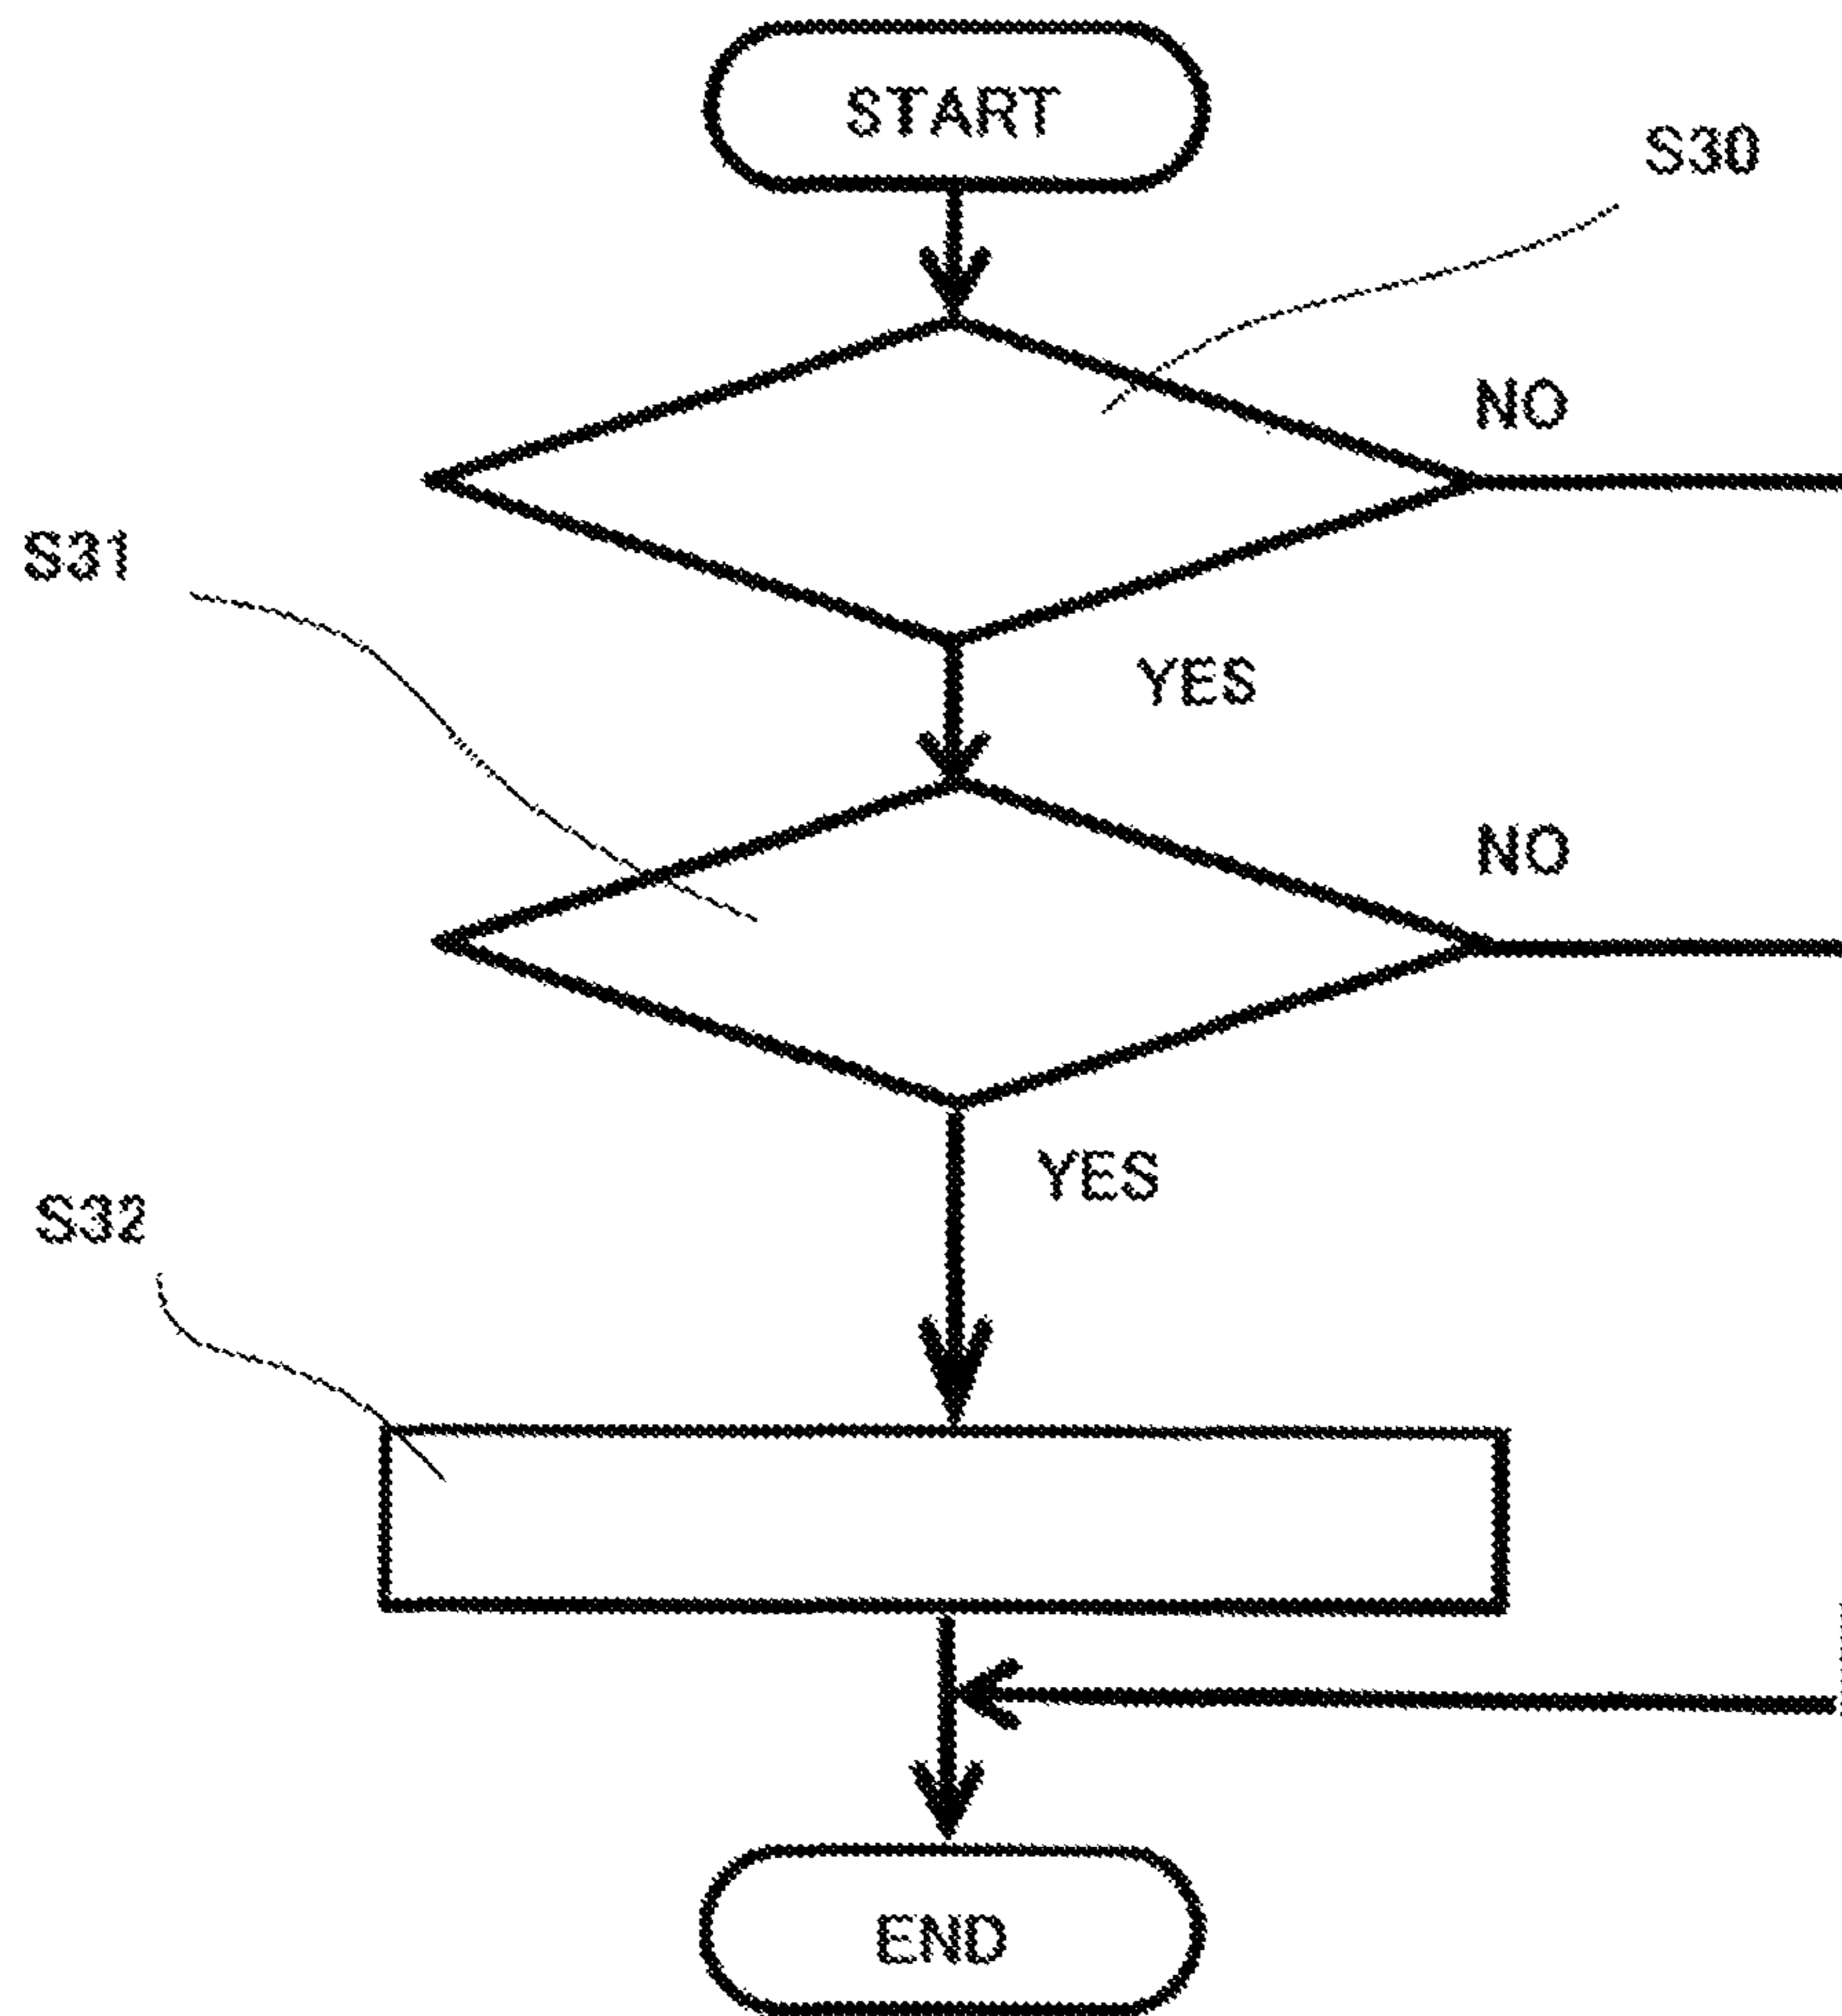 START
S30
NO
S31
YES
NO
YES
S32
END